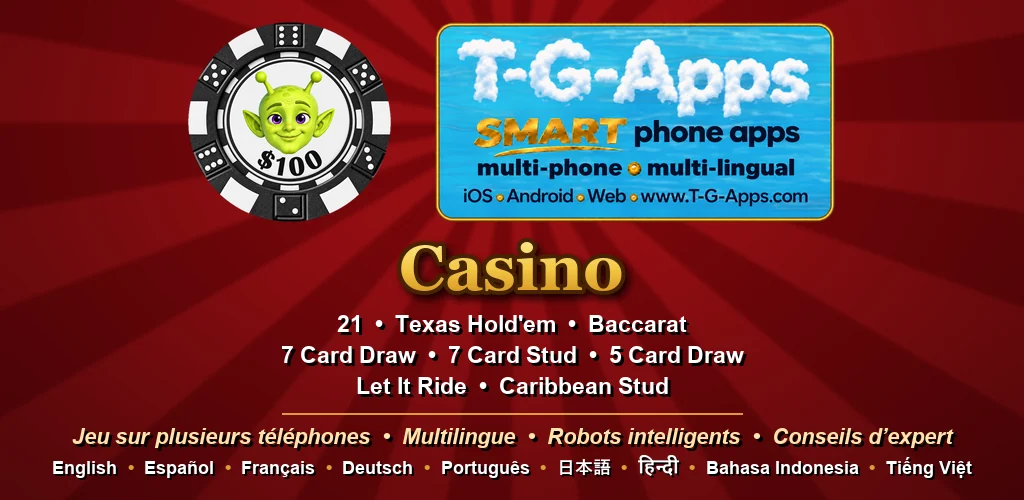 $100
T-G-Apps
SMART phone apps
multi-phone • multi-lingual
iOS • Android • Web • www.T-G-Apps.com
Casino
21 • Texas Hold'em • Baccarat
7 Card Draw • 7 Card Stud • 5 Card Draw
Let It Ride • Caribbean Stud
Jeu sur plusieurs téléphones • Multilingue • Robots intelligents • Conseils d’expert
English • Español • Français • Deutsch • Português • 日本語 • हिन्दी • Bahasa Indonesia • Tiếng Việt